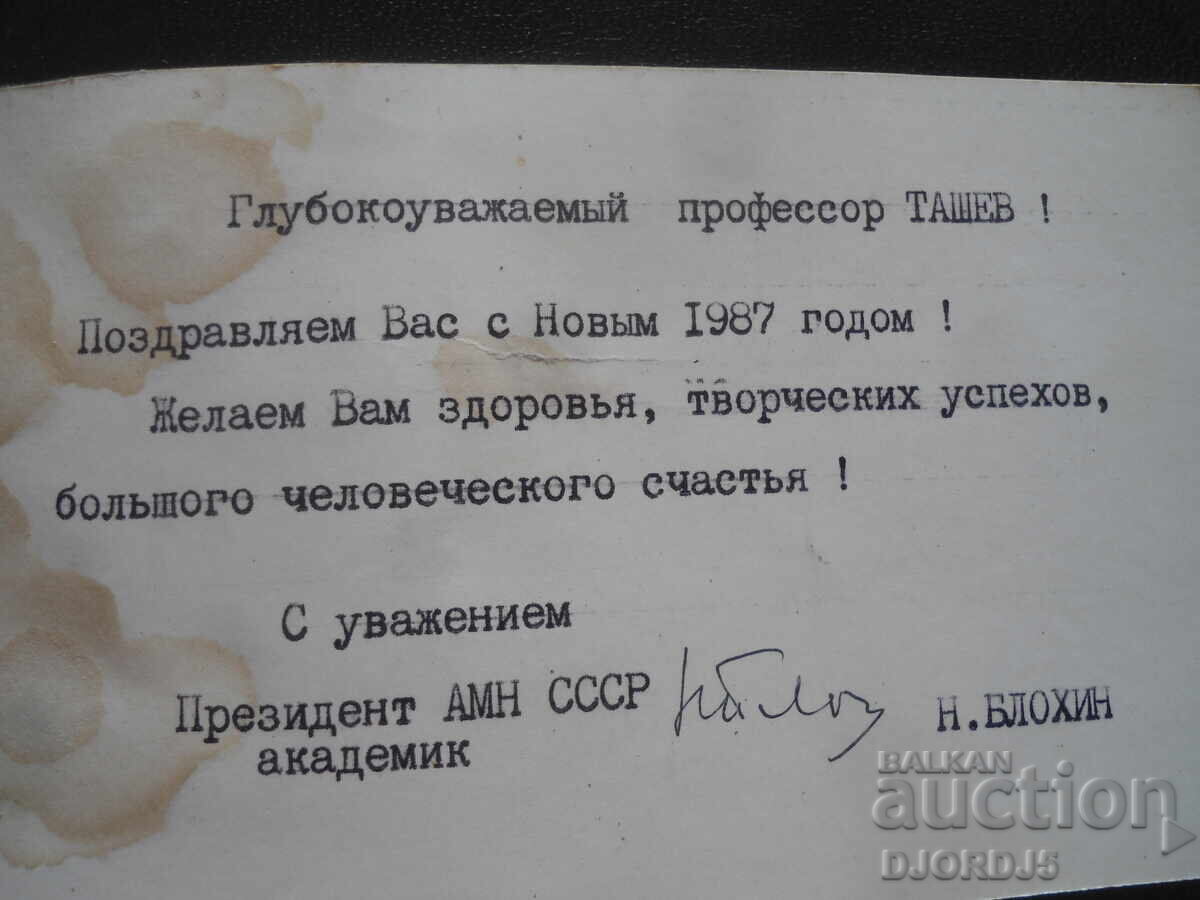 Глубокоуважаемый профессор ТАШЕВ !
Поздравляем Вас с Новым 1987 годом !
Желаем Вам здоровья, творческих успехов,
большого человеческого счастья !
С уважением
Президент АМН СССР Н.БЛОХИН
академик
BALKAN
auction
DJORDJ5